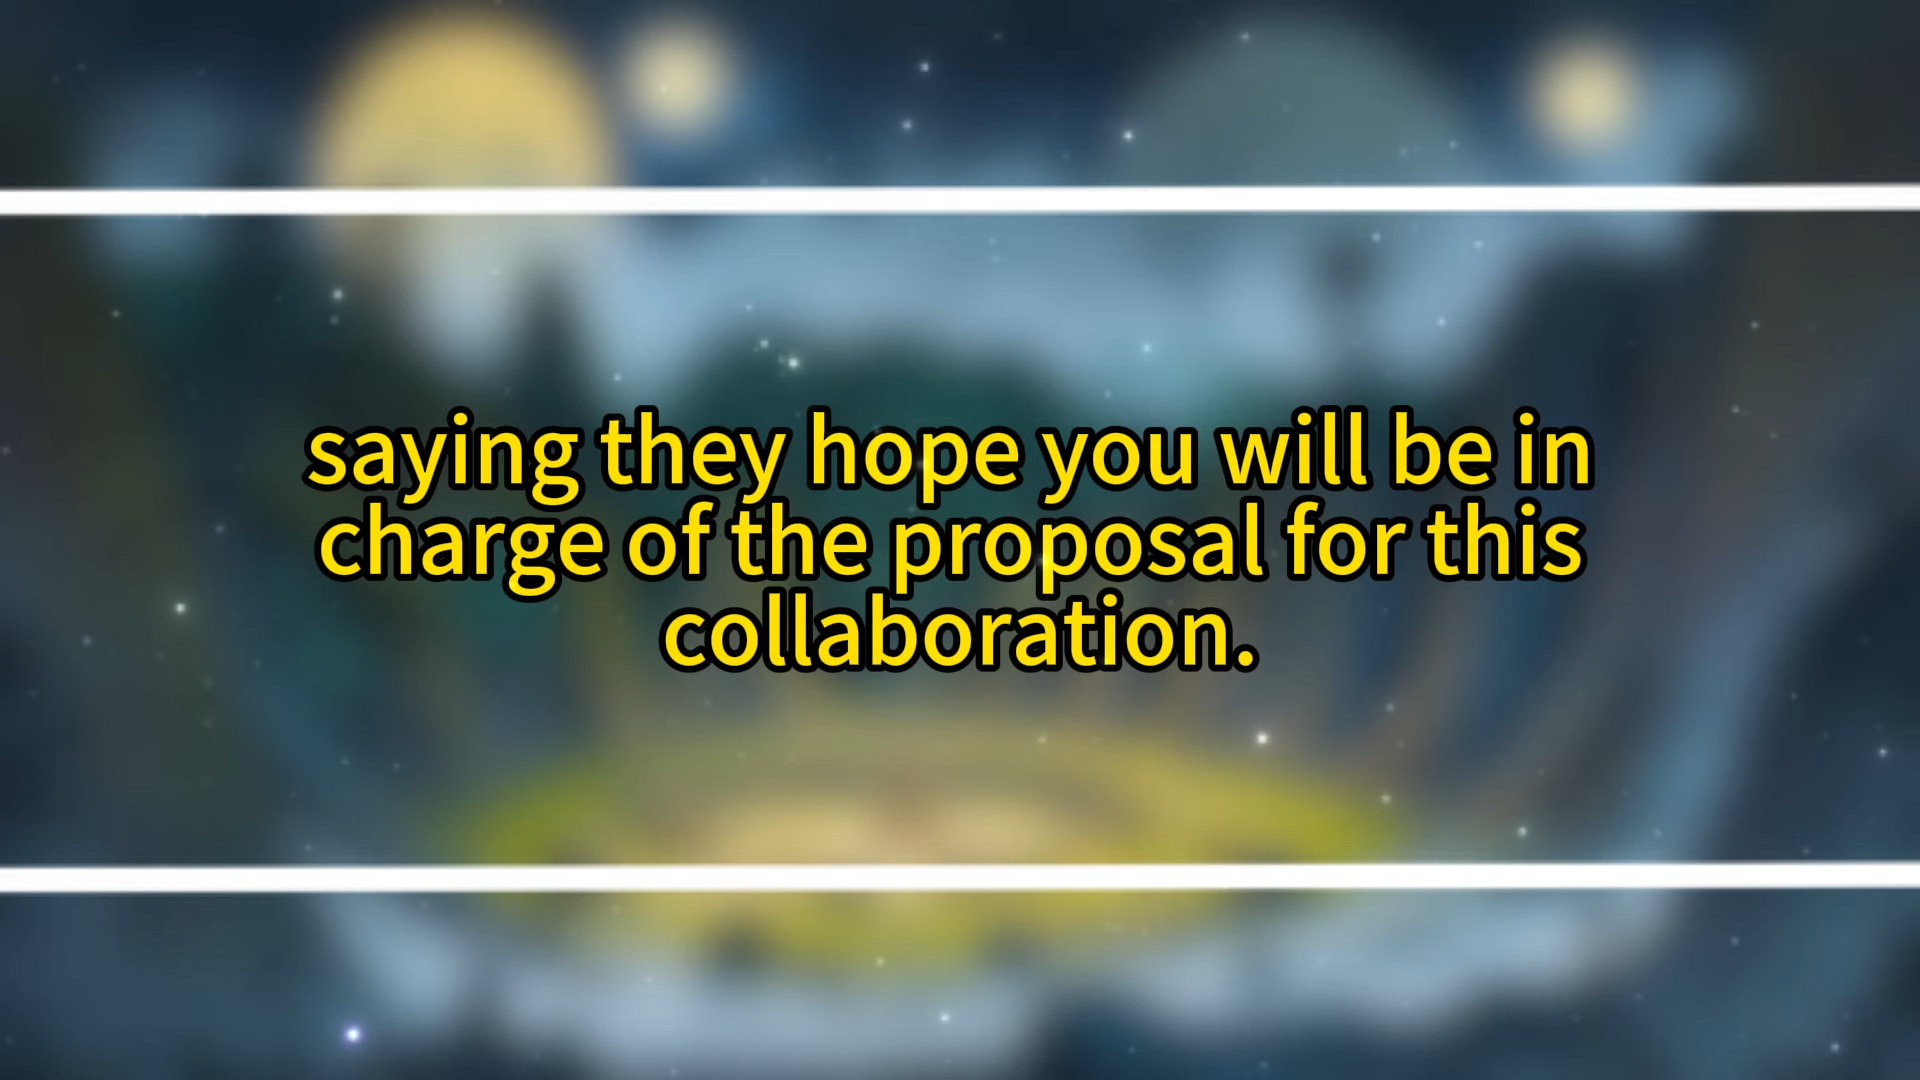 saying they hope you will be in
charge of the proposal for this
collaboration.